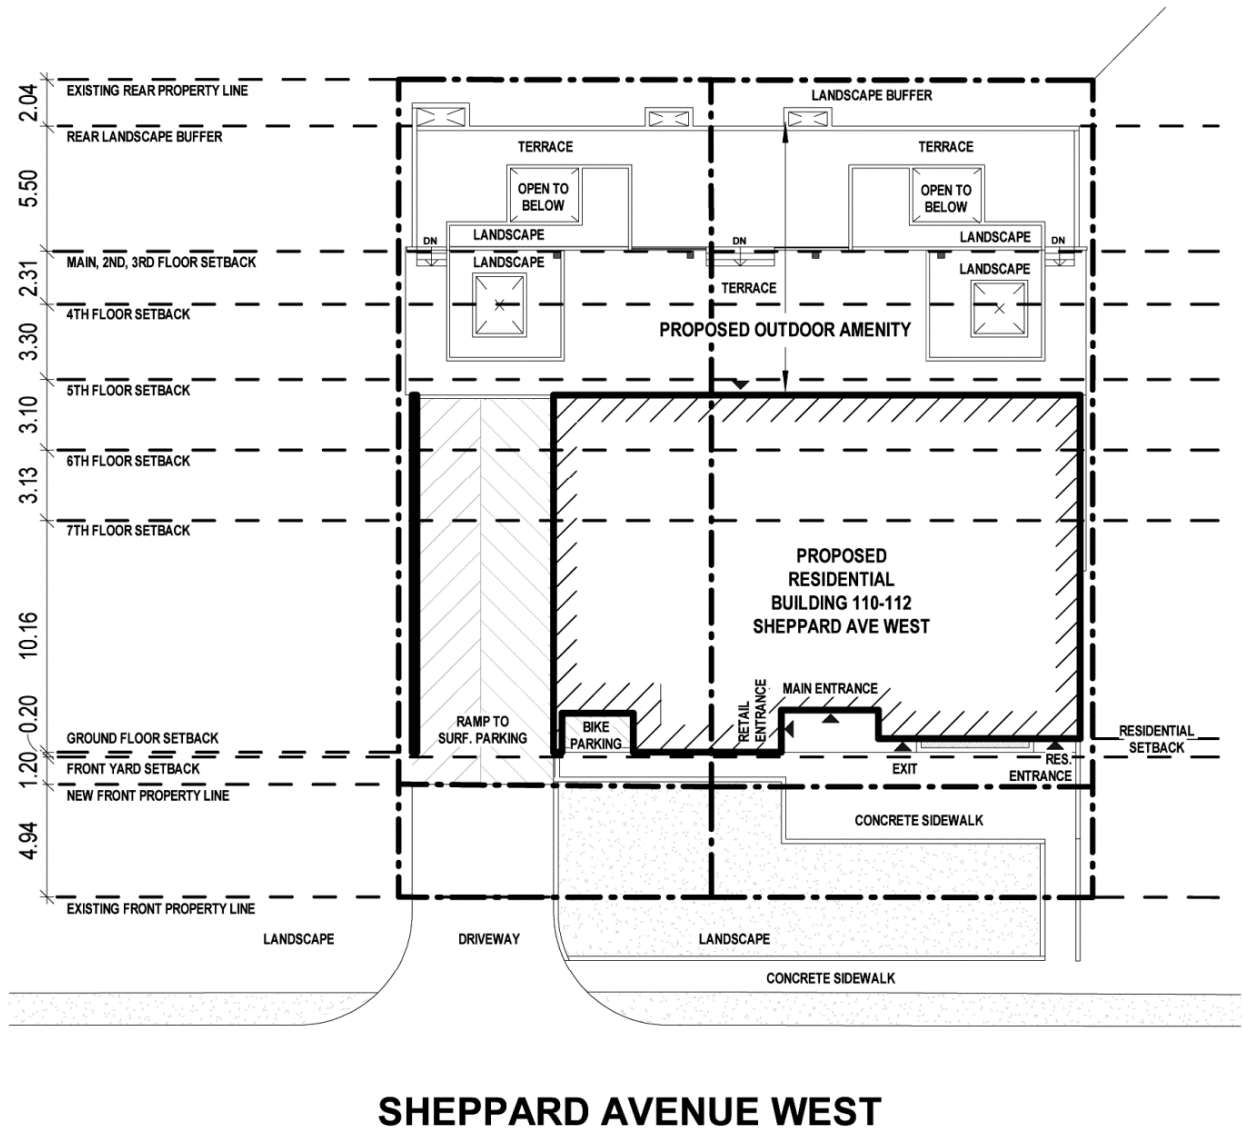 2.04
EXISTING REAR PROPERTY LINE
LANDSCAPE BUFFER
REAR LANDSCAPE BUFFER
5.50
TERRACE
TERRACE
OPEN TO
BELOW
OPEN TO
BELOW
LANDSCAPE
LANDSCAPE
DN
DN
DN
MAIN, 2ND, 3RD FLOOR SETBACK
LANDSCAPE
LANDSCAPE
2.31
TERRACE
4TH FLOOR SETBACK
PROPOSED OUTDOOR AMENITY
3.30
5TH FLOOR SETBACK
3.10
6TH FLOOR SETBACK
3.13
7TH FLOOR SETBACK
PROPOSED
RESIDENTIAL
BUILDING 110-112
SHEPPARD AVE WEST
10.16
MAIN ENTRANCE
RETAIL
ENTRANCE
RAMP TO
SURF. PARKING
BIKE
PARKING
0.20
GROUND FLOOR SETBACK
RESIDENTIAL
SETBACK
EXIT
RES.
ENTRANCE
FRONT YARD SETBACK
1.20
NEW FRONT PROPERTY LINE
CONCRETE SIDEWALK
4.94
EXISTING FRONT PROPERTY LINE
LANDSCAPE
DRIVEWAY
LANDSCAPE
CONCRETE SIDEWALK
SHEPPARD AVENUE WEST